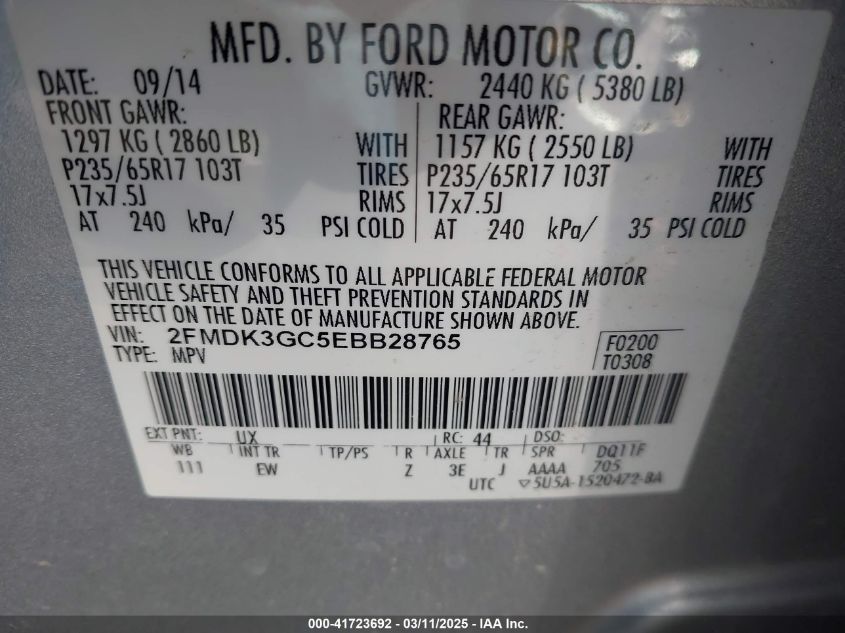 MFD. BY FORD MOTOR CO.
DATE: 09/14 GVWR: 2440 KG ( 5380 LB)
FRONT GAWR: REAR GAWR:
1297 KG ( 2860 LB) WITH 1157 KG ( 2550 LB) WITH
P235/65R17 103T TIRES P235/65R17 103T TIRES
17x7.5J RIMS 17x7.5J RIMS
AT 240 kPa/ 35 PSI COLD AT 240 kPa/ 35 PSI COLD
THIS VEHICLE CONFORMS TO ALL APPLICABLE FEDERAL MOTOR
VEHICLE SAFETY AND THEFT PREVENTION STANDARDS IN
EFFECT ON THE DATE OF MANUFACTURE SHOWN ABOVE.
VIN: 2FMDK3GC5EBB28765 F0200
TYPE: MPV T0308
EXT PNT: UX RC: 44 DSO:
WB INT TR TP/PS R AXLE TR SPR DQ11F
111 EW Z 3E J AAAA 705
UTC ▽5U5A-1520472-BA
000-41723692 - 03/11/2025 - IAA Inc.